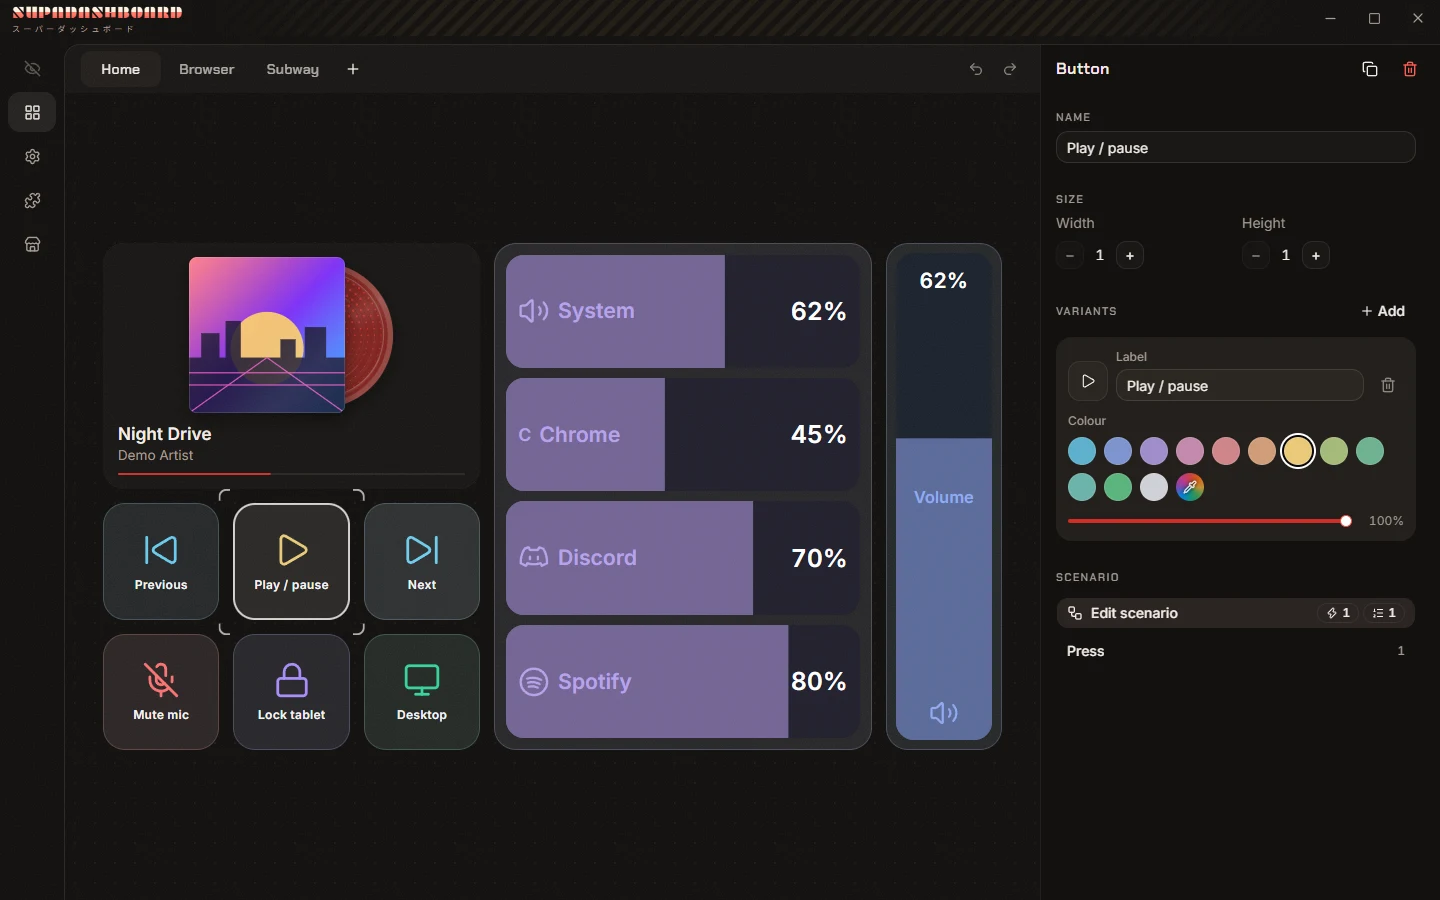 SUPADASHBOARD
スーパーダッシュボード
Home
Browser
Subway
Button
NAME
Play / pause
SIZE
Width
Height
1
1
VARIANTS
Add
Label
Play / pause
Colour
100%
SCENARIO
Edit scenario
1
1
Press
1
Night Drive
Demo Artist
Previous
Play / pause
Next
Mute mic
Lock tablet
Desktop
System
62%
C Chrome
45%
Discord
70%
Spotify
80%
62%
Volume